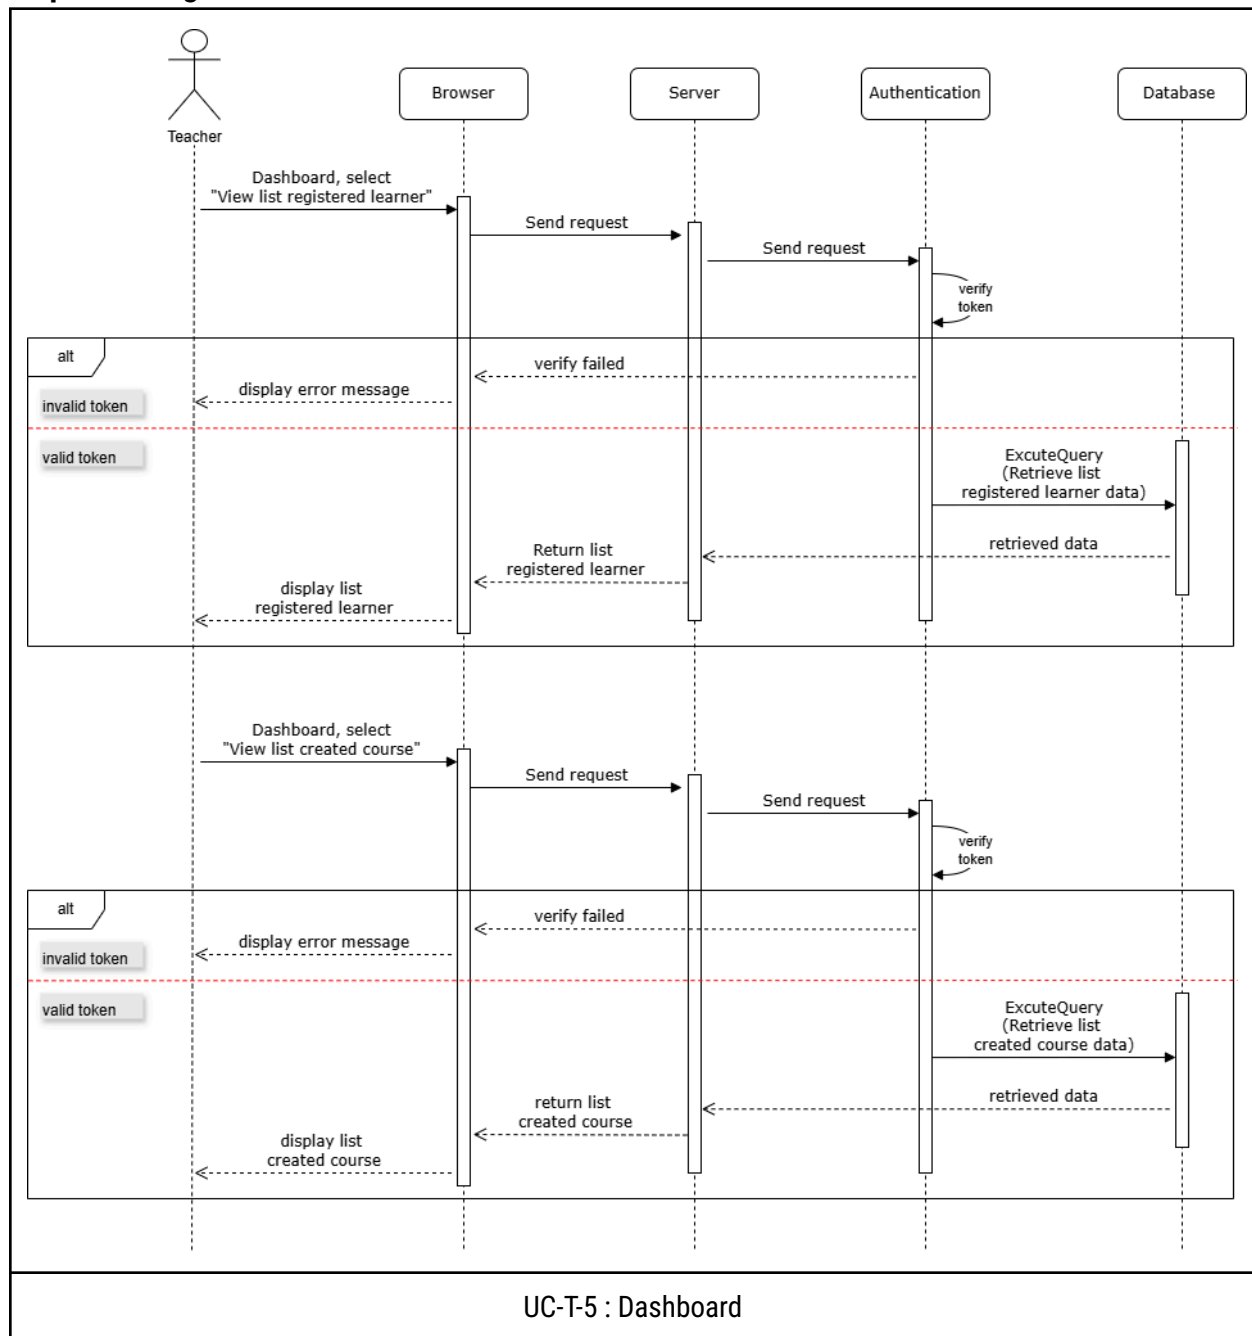 Teacher
Browser
Server
Authentication
Database
Dashboard, select
"View list registered learner"
Send request
Send request
verify
token
alt
verify failed
display error message
invalid token
valid token
ExcuteQuery
(Retrieve list
registered learner data)
retrieved data
Return list
registered learner
display list
registered learner
Dashboard, select
"View list created course"
Send request
Send request
verify
token
alt
verify failed
display error message
invalid token
valid token
ExcuteQuery
(Retrieve list
created course data)
retrieved data
return list
created course
display list
created course
UC-T-5 : Dashboard